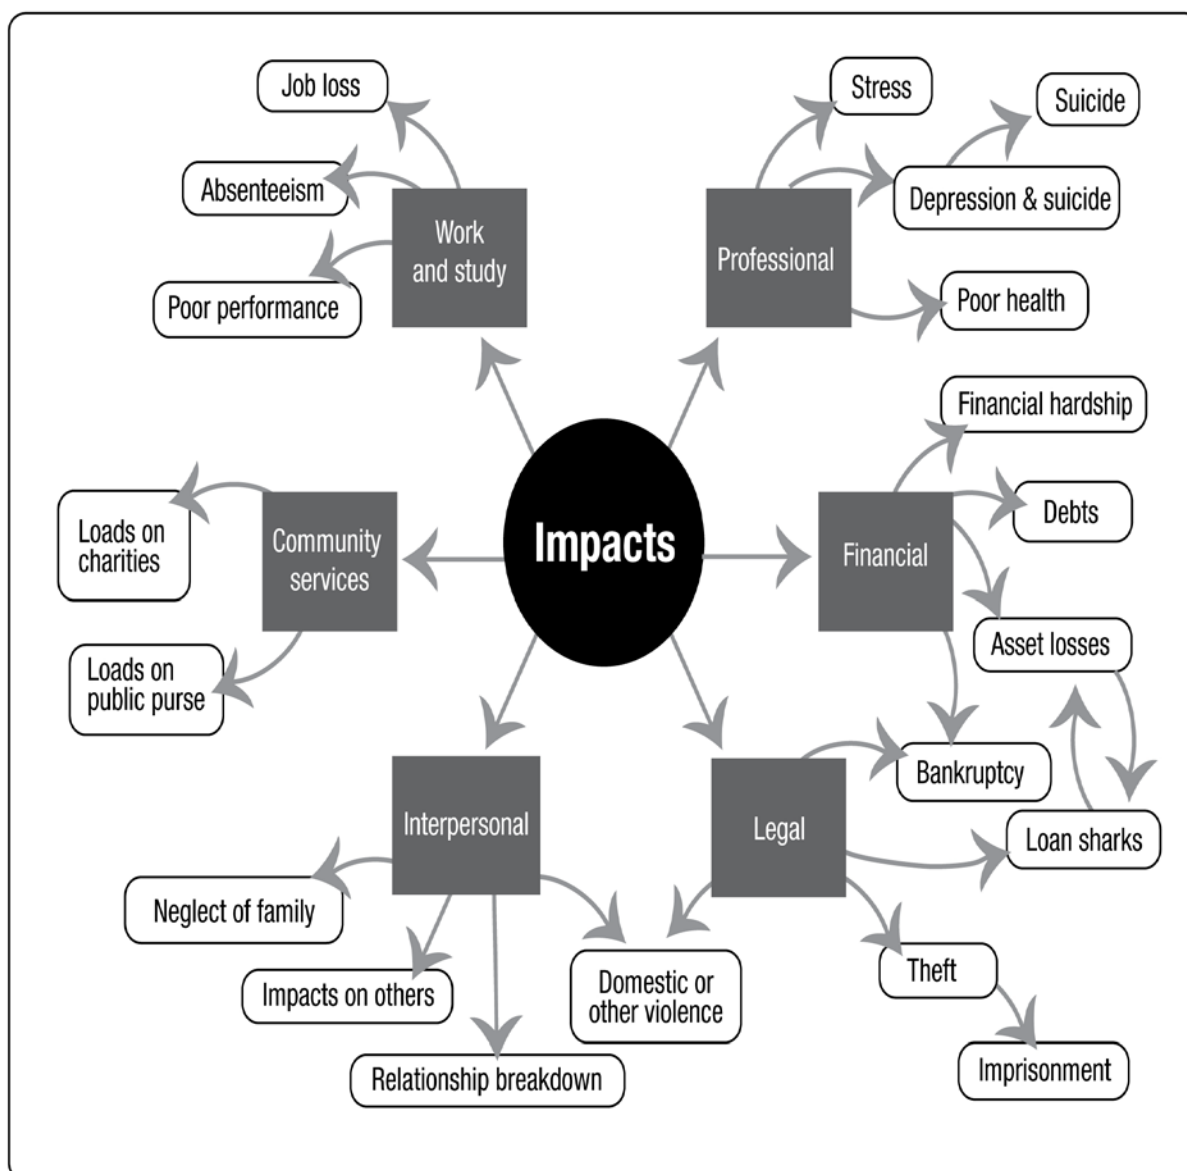 Job loss
Absenteeism
Poor performance
Work
and study
Stress
Suicide
Depression & suicide
Professional
Poor health
Financial hardship
Debts
Financial
Asset losses
Bankruptcy
Loan sharks
Impacts
Loads on
charities
Community
services
Loads on
public purse
Interpersonal
Neglect of family
Impacts on others
Relationship breakdown
Domestic or
other violence
Legal
Theft
Imprisonment